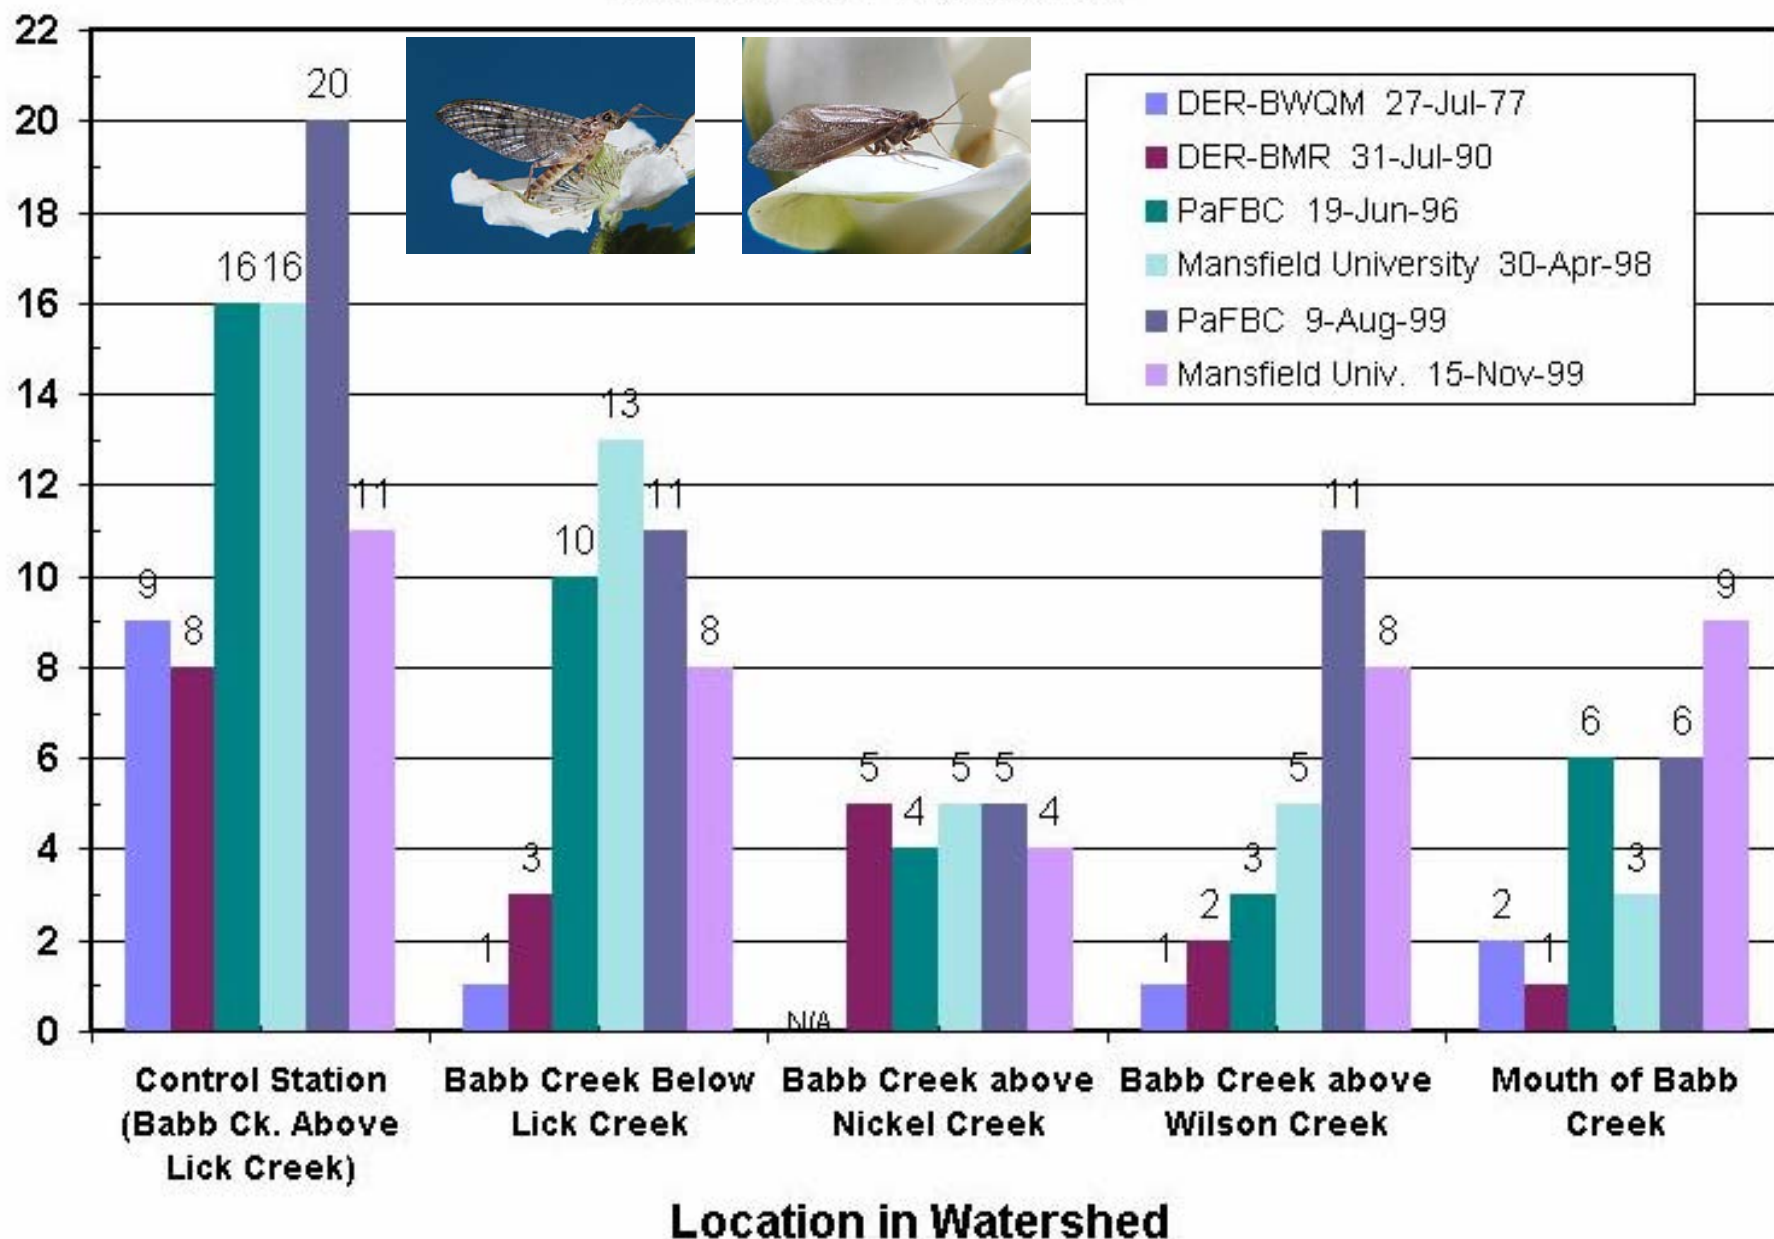 22
20
18
16
14
12
10
8
6
4
2
0
DER-BWQM 27-Jul-77
DER-BMR 31-Jul-90
PaFBC 19-Jun-96
Mansfield University 30-Apr-98
PaFBC 9-Aug-99
Mansfield Univ. 15-Nov-99
9
8
16
16
20
11
1
3
10
13
11
8
N/A
5
4
5
5
4
1
2
3
5
11
8
2
1
6
3
6
9
Control Station
(Babb Ck. Above
Lick Creek)
Babb Creek Below
Lick Creek
Babb Creek above
Nickel Creek
Babb Creek above
Wilson Creek
Mouth of Babb
Creek
Location in Watershed